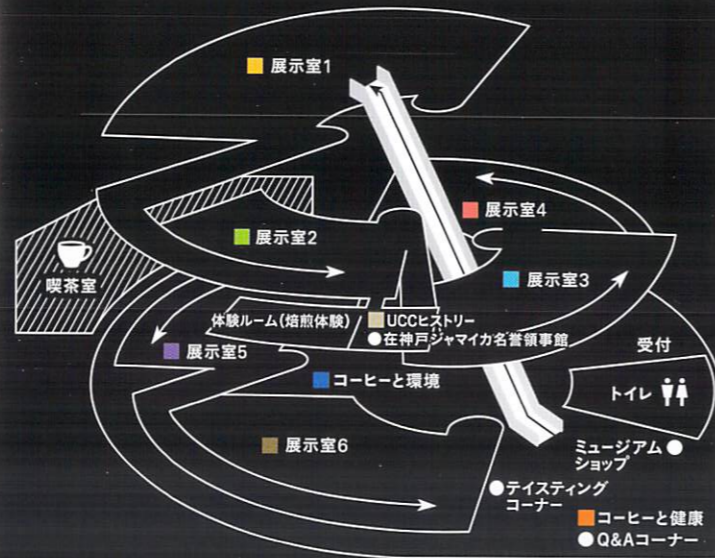 展示室1
展示室4
展示室2
展示室3
喫茶室
体験ルーム(焙煎体験)
UCCヒストリー
在神戸ジャマイカ名誉領事館
展示室5
受付
コーヒーと環境
トイレ
展示室6
ミュージアム
ショップ
テイスティング
コーナー
コーヒーと健康
Q&Aコーナー